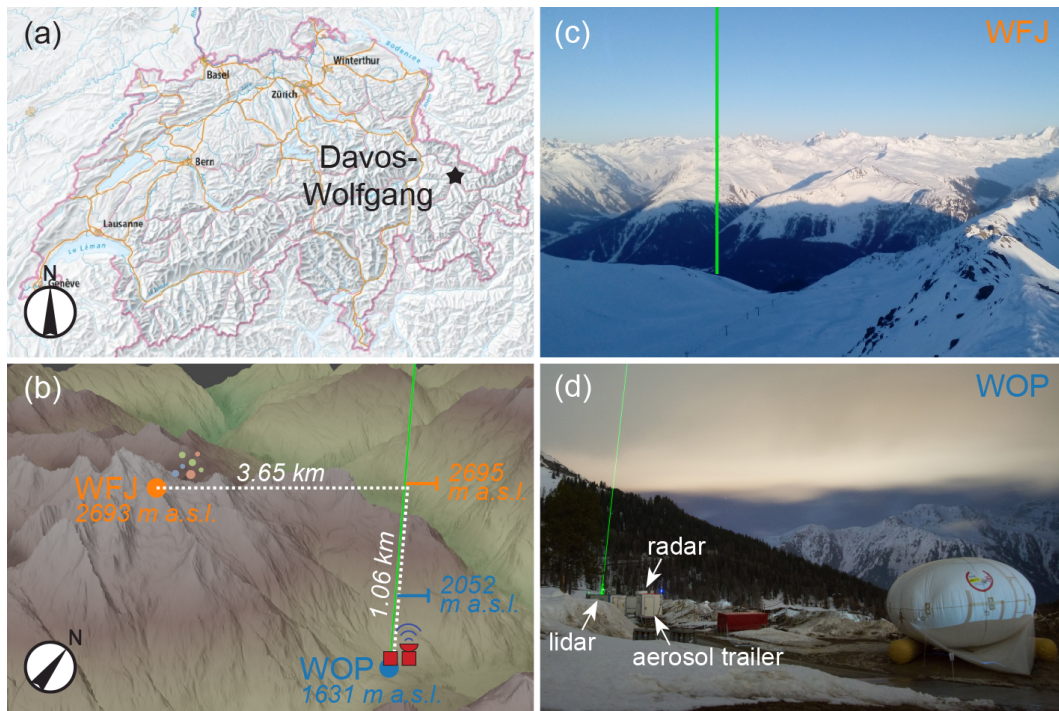 (a)
Basel
Winterthur
Bodensee
Zürich
Bern
Davos-
Wolfgang
Lausanne
Le Léman
Genève
N
(b)
3.65 km
WFJ
2693 m a.s.l.
2695
m a.s.l.
1.06 km
2052
m a.s.l.
WOP
1631 m a.s.l.
N
(c)
WFJ
(d)
WOP
radar
lidar
aerosol trailer